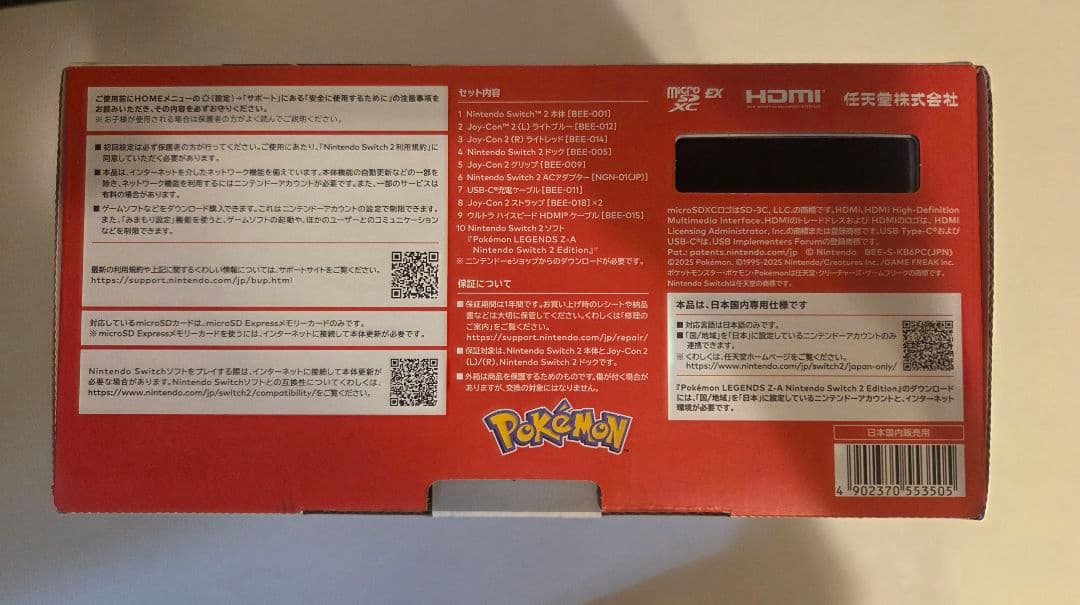 ご使用前にHOMEメニューの(設定)→「サポート」にある「安全に使用するために」の注意事項を
お読みいただき、その内容を必ずお守りください。
※お子様が使用される場合は保護者の方がよく読んでご説明ください。
■ 初回設定は必ず保護者の方が行ってください。ご使用にあたり、「Nintendo Switch 2 利用規約」に
同意していただく必要があります。
■ 本品は、インターネットを介したネットワーク機能を備えています。本体機能の自動更新などの一部を
除き、ネットワーク機能を利用するにはニンテンドーアカウントが必要です。また、一部のサービスは
有料の場合があります。
■ ゲームソフトなどをダウンロード購入できます。これはニンテンドーアカウントの設定で制限できます。
また、「みまもり設定」機能を使うと、ゲームソフトの起動や、ほかのユーザーとのコミュニケーション
などを制限できます。
最新の利用規約や上記に関するくわしい情報については、サポートサイトをご覧ください。
https://support.nintendo.com/jp/bup.html
対応しているmicroSDカードは、microSD Expressメモリーカードのみです。
※microSD Expressメモリーカードを使うには、インターネットに接続して本体更新が必要です。
Nintendo Switchソフトをプレイする際は、インターネットに接続して本体更新が
必要な場合があります。Nintendo Switchソフトとの互換性についてくわしくは、
https://www.nintendo.com/jp/switch2/compatibility/をご覧ください。
セット内容
1 Nintendo Switch™ 2 本体 [BEE-001]
2 Joy-Con™ 2 (L) ライトブルー [BEE-012]
3 Joy-Con 2 (R) ライトレッド [BEE-014]
4 Nintendo Switch 2 ドック [BEE-005]
5 Joy-Con 2 グリップ [BEE-009]
6 Nintendo Switch 2 ACアダプター [NGN-01(JP)]
7 USB-C®充電ケーブル [BEE-011]
8 Joy-Con 2 ストラップ [BEE-018]×2
9 ウルトラ ハイスピード HDMI® ケーブル [BEE-015]
10 Nintendo Switch 2 ソフト
『Pokémon LEGENDS Z-A
Nintendo Switch 2 Edition』※
※ ニンテンドーeショップからのダウンロードが必要です。
保証について
■ 保証期間は1年間です。お買い上げ時のレシートや納品
書などは大切に保管してください。くわしくは「修理の
ご案内」をご覧ください。
https://support.nintendo.com/jp/repair/
■ 保証対象は、Nintendo Switch 2 本体とJoy-Con 2
(L)/(R)、Nintendo Switch 2 ドックです。
■ 外箱は商品を保護するためのものです。傷が付く場合が
ありますが、交換の対象にはなりません。
POKéMON
micro SD XC EX
HDMI
任天堂株式会社
microSDXCロゴはSD-3C, LLC.の商標です。HDMI、HDMI High-Definition
Multimedia Interface、HDMIのトレードドレスおよび HDMIのロゴは、HDMI
Licensing Administrator, Inc.の商標または登録商標です。USB Type-C®および
USB-C®は、USB Implementers Forumの登録商標です。
Pat.: patents.nintendo.com/jp © Nintendo BEE-S-KB6PC(JPN)
©2025 Pokémon. ©1995-2025 Nintendo/Creatures Inc. /GAME FREAK inc.
ポケットモンスター・ポケモン・Pokémonは任天堂・クリーチャーズ・ゲームフリークの商標です。
Nintendo Switchは任天堂の商標です。
本品は、日本国内専用仕様です
■ 対応言語は日本語のみです。
■ 「国/地域」を「日本」に設定しているニンテンドーアカウントのみ
連携できます。
※くわしくは、任天堂ホームページをご覧ください。
https://www.nintendo.com/jp/switch2/japan-only/
『Pokémon LEGENDS Z-A Nintendo Switch 2 Edition』のダウンロード
には、「国/地域」を「日本」に設定しているニンテンドーアカウントと、インターネット
環境が必要です。
日本国内販売用
4 902370 553505